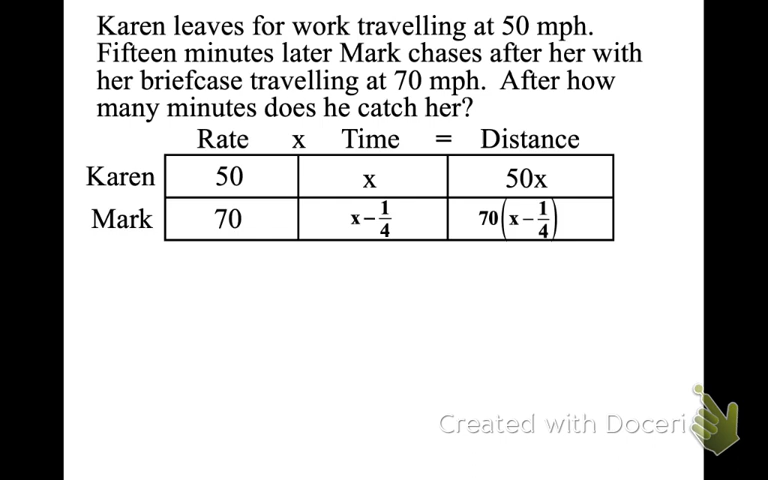 Karen leaves for work travelling at 50 mph.
Fifteen minutes later Mark chases after her with
her briefcase travelling at 70 mph.  After how
many minutes does he catch her?
Rate x Time = Distance
Karen 50 x 50x
Mark 70 x-1/4 70(x-1/4)
Created with Doceri